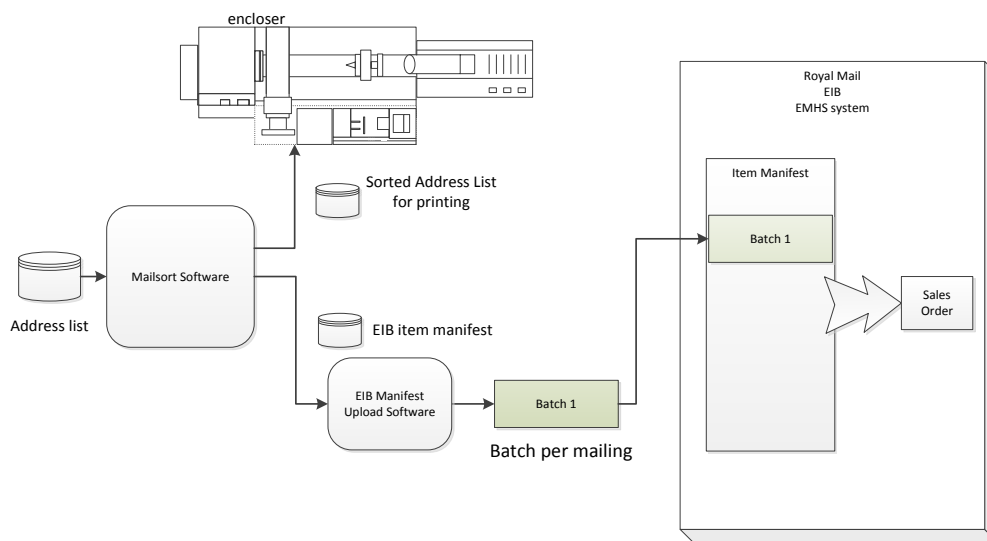 encloser
Royal Mail
EIB
EMHS system
Item Manifest
Sorted Address List
for printing
Batch 1
Mailsort Software
Sales
Order
Address list
EIB item manifest
EIB Manifest
Upload Software
Batch 1
Batch per mailing